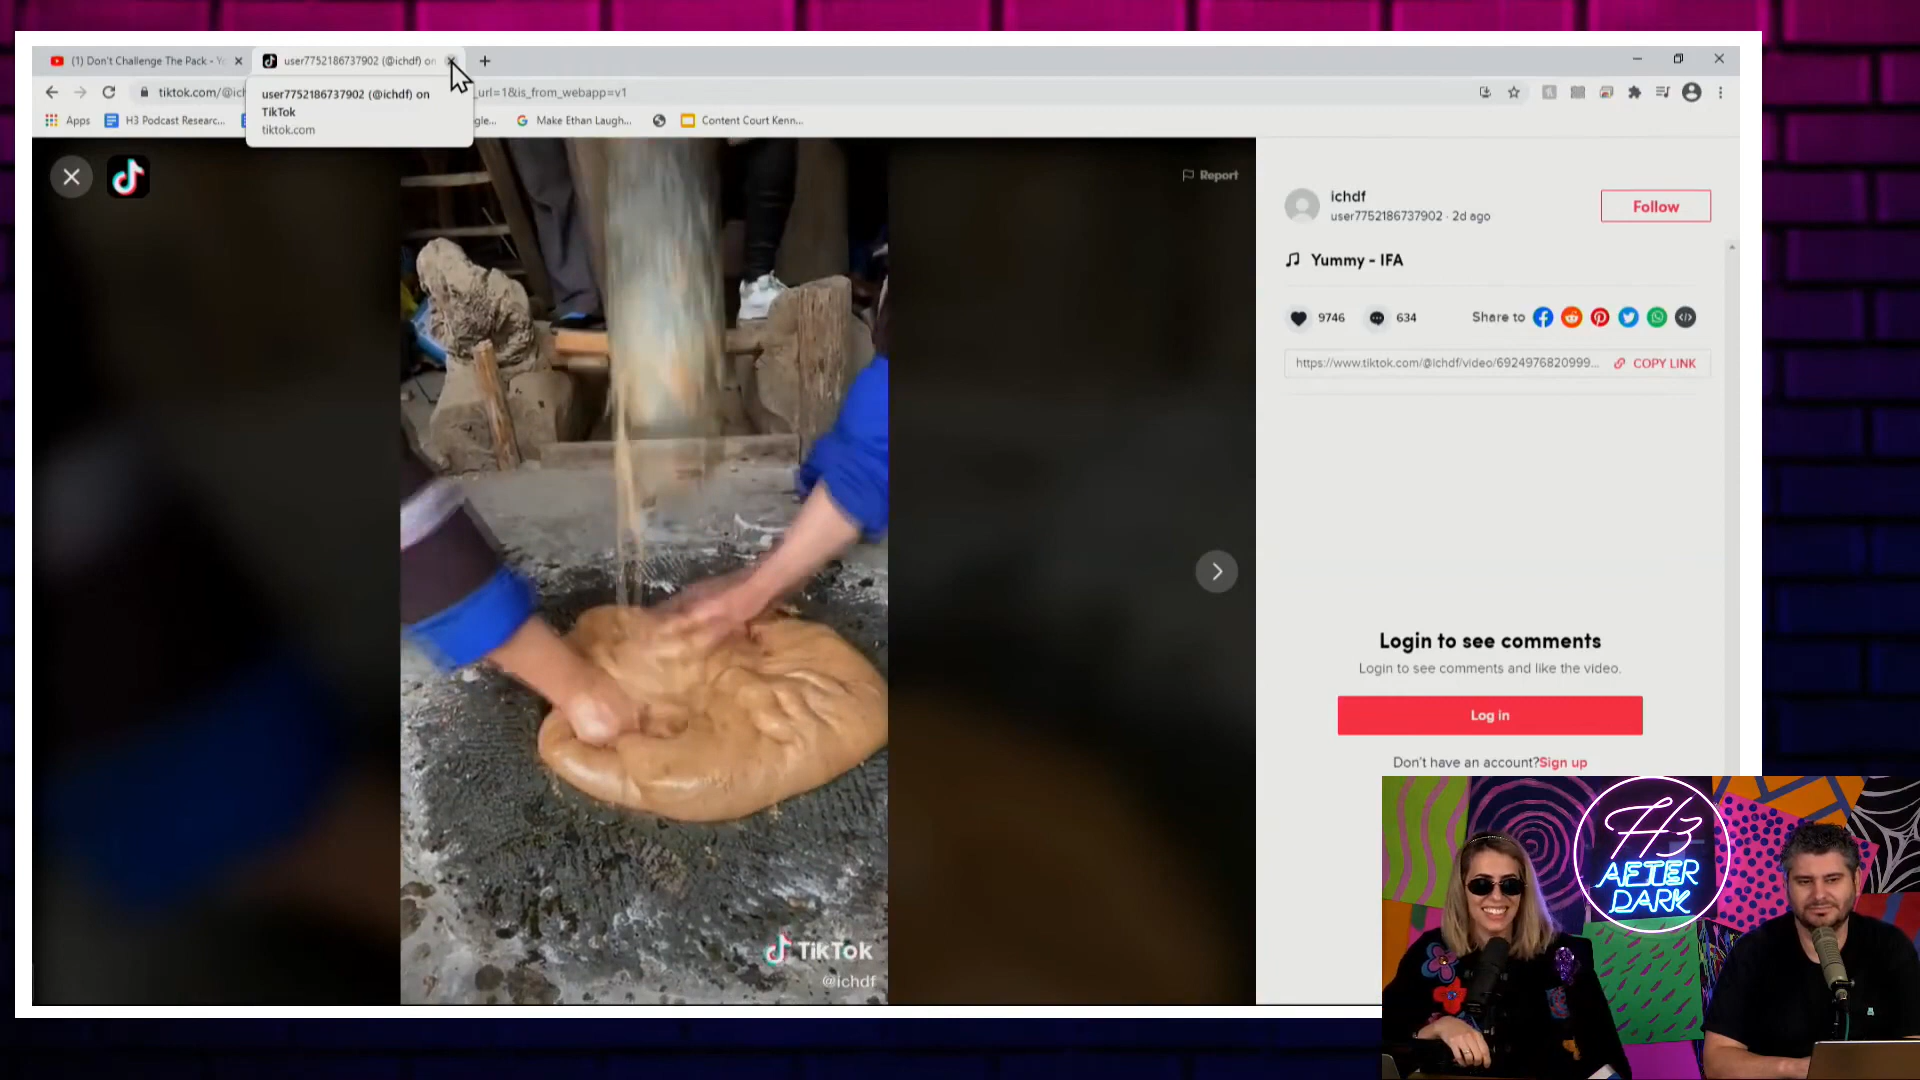 (1) Don't Challenge The Pack - Yo
user7752186737902 (@ichdf) on
tiktok.com/@ich
_url=1&is_from_webapp=v1
user7752186737902 (@ichdf) on
TikTok
tiktok.com
Apps
H3 Podcast Researc...
gle...
Make Ethan Laugh...
Content Court Kenn...
Report
ichdf
user7752186737902 · 2d ago
Follow
Yummy - IFA
9746
634
Share to
https://www.tiktok.com/@ichdf/video/6924976820999...
COPY LINK
Login to see comments
Login to see comments and like the video.
Log in
Don't have an account? Sign up
TikTok
@ichdf
H3
AFTER
DARK